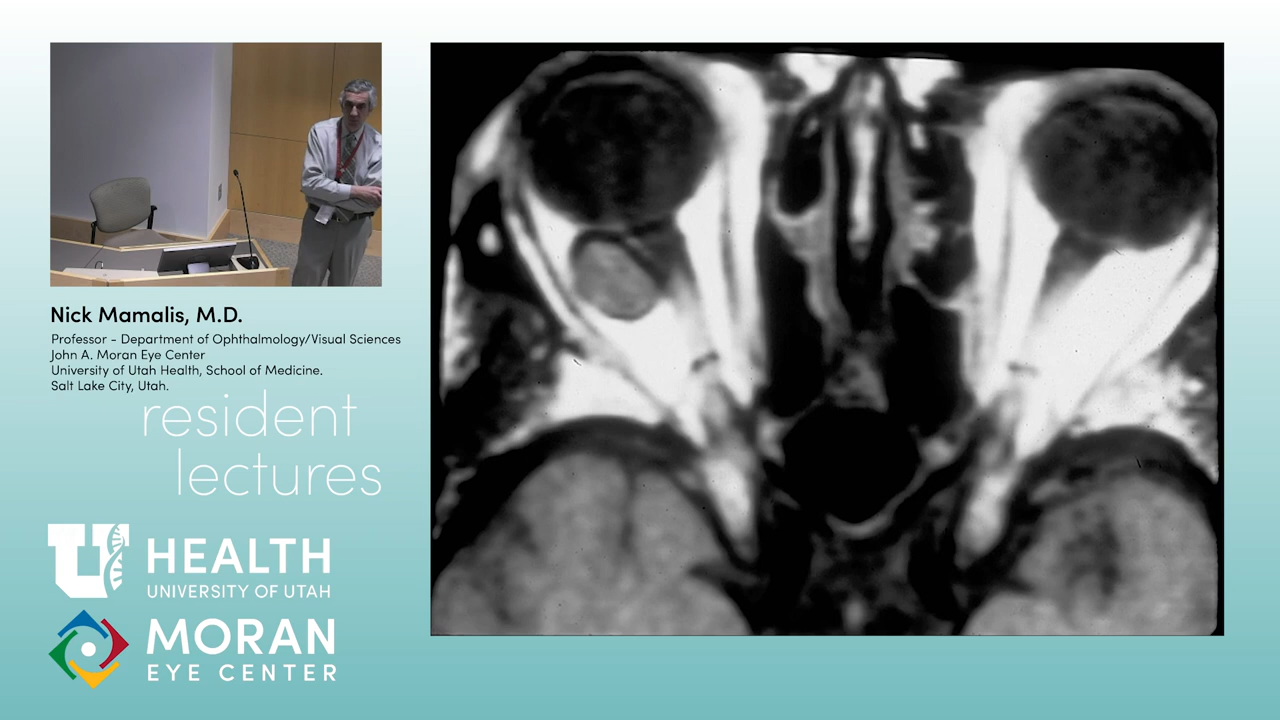 Nick Mamalis, M.D.
Professor - Department of Ophthalmology/Visual Sciences
John A. Moran Eye Center
University of Utah Health, School of Medicine.
Salt Lake City, Utah.
resident
lectures
U HEALTH
UNIVERSITY OF UTAH
MORAN
EYE CENTER